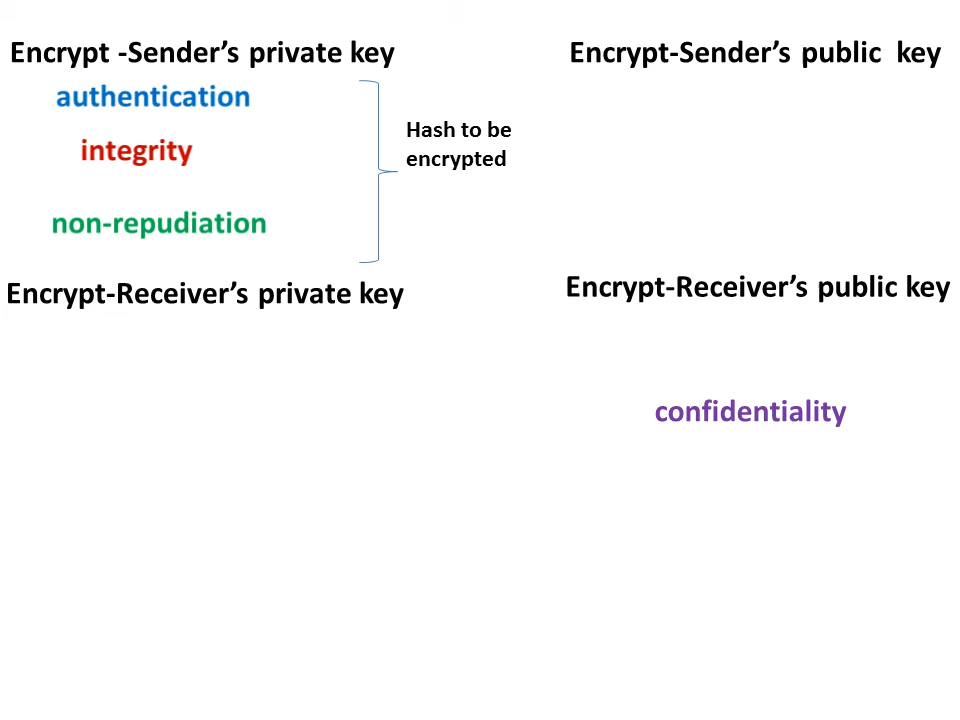 Encrypt -Sender’s private key
authentication
integrity
non-repudiation
Hash to be
encrypted
Encrypt-Sender’s public  key
Encrypt-Receiver’s private key
Encrypt-Receiver’s public key
confidentiality